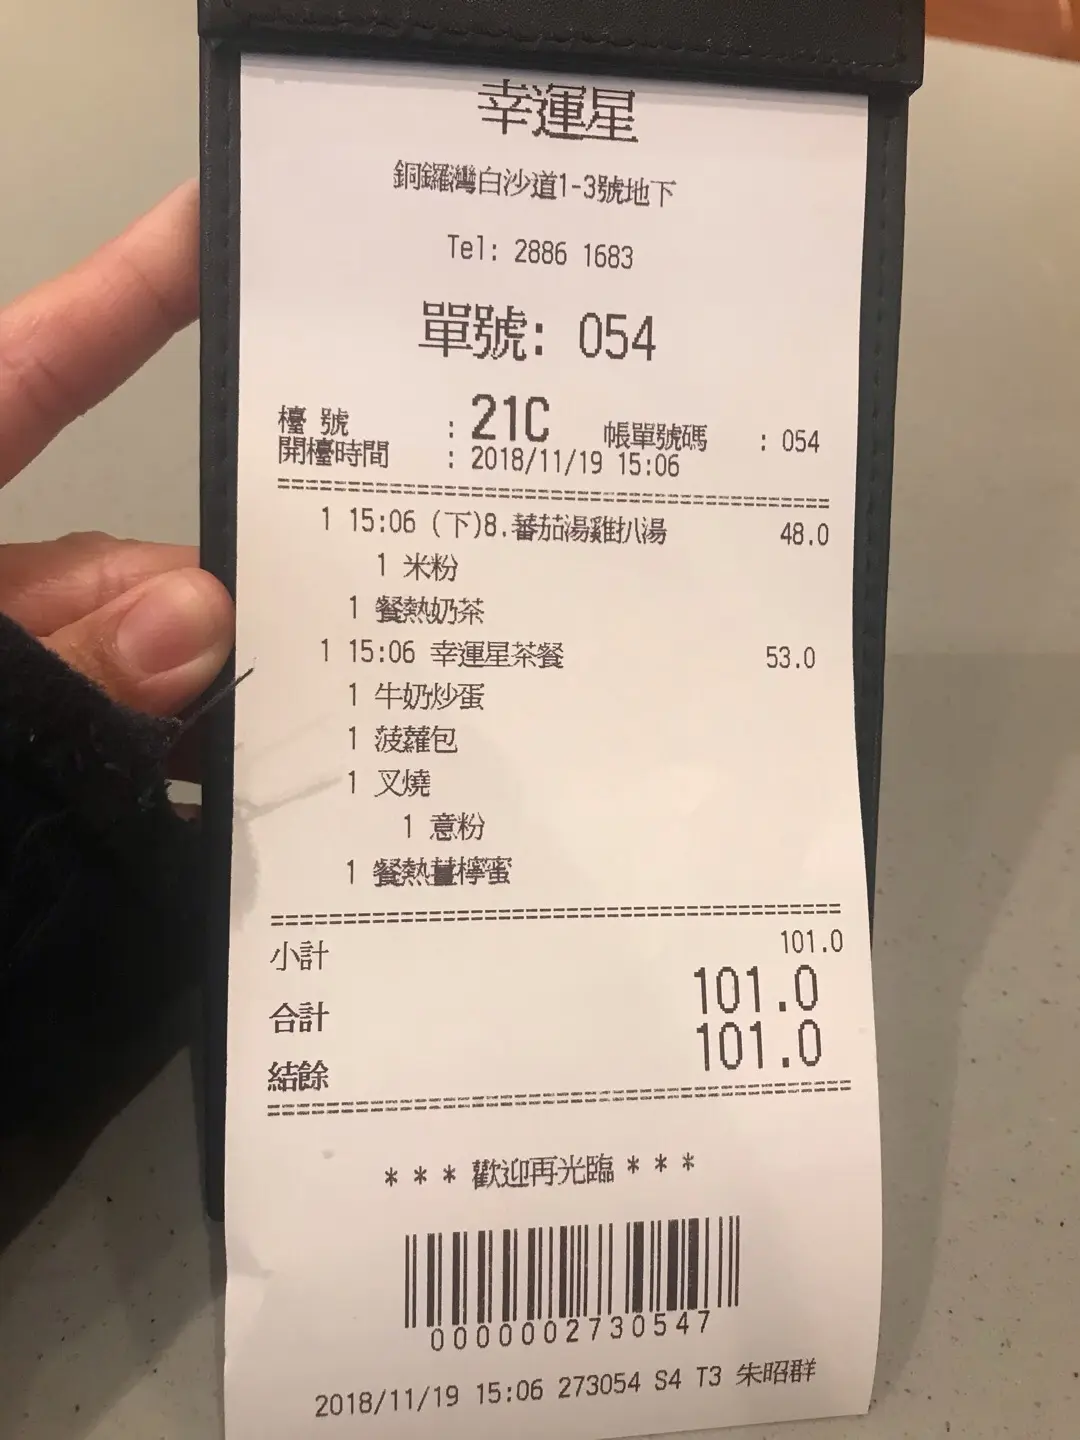 幸運星
銅鑼灣白沙道1-3號地下
Tel: 2886 1683
單號: 054
檯 號 : 21C 帳單號碼 : 054
開檯時間 : 2018/11/19 15:06
1 15:06 (下)8.蕃茄湯雞扒湯 48.0
1 米粉
1 餐熱奶茶
1 15:06 幸運星茶餐 53.0
1 牛奶炒蛋
1 菠蘿包
1 叉燒
1 意粉
1 餐熱薑檸蜜
小計 101.0
合計 101.0
結餘 101.0
* * * 歡迎再光臨 * * *
0000002730547
2018/11/19 15:06 273054 S4 T3 朱昭群